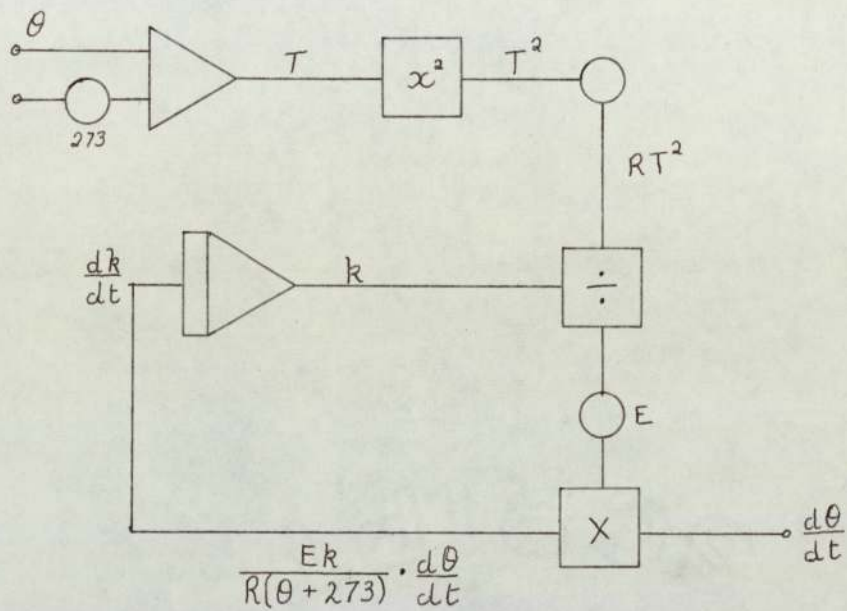 θ
273
T
x²
T²
RT²
dk/dt
k
÷
E
X
dθ/dt
Ek/R(θ+273) · dθ/dt